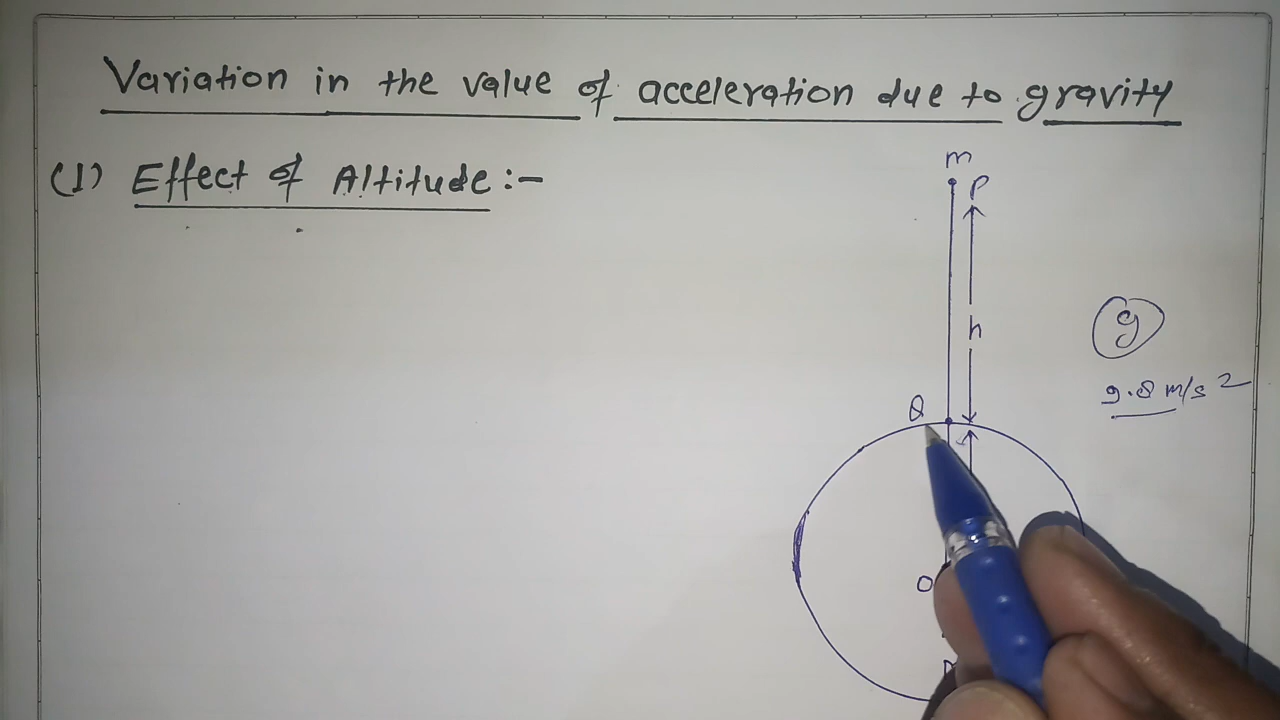 Variation in the value of acceleration due to gravity
(1) Effect of Altitude :-
m
P
h
g
9.8 m/s²
Q
O